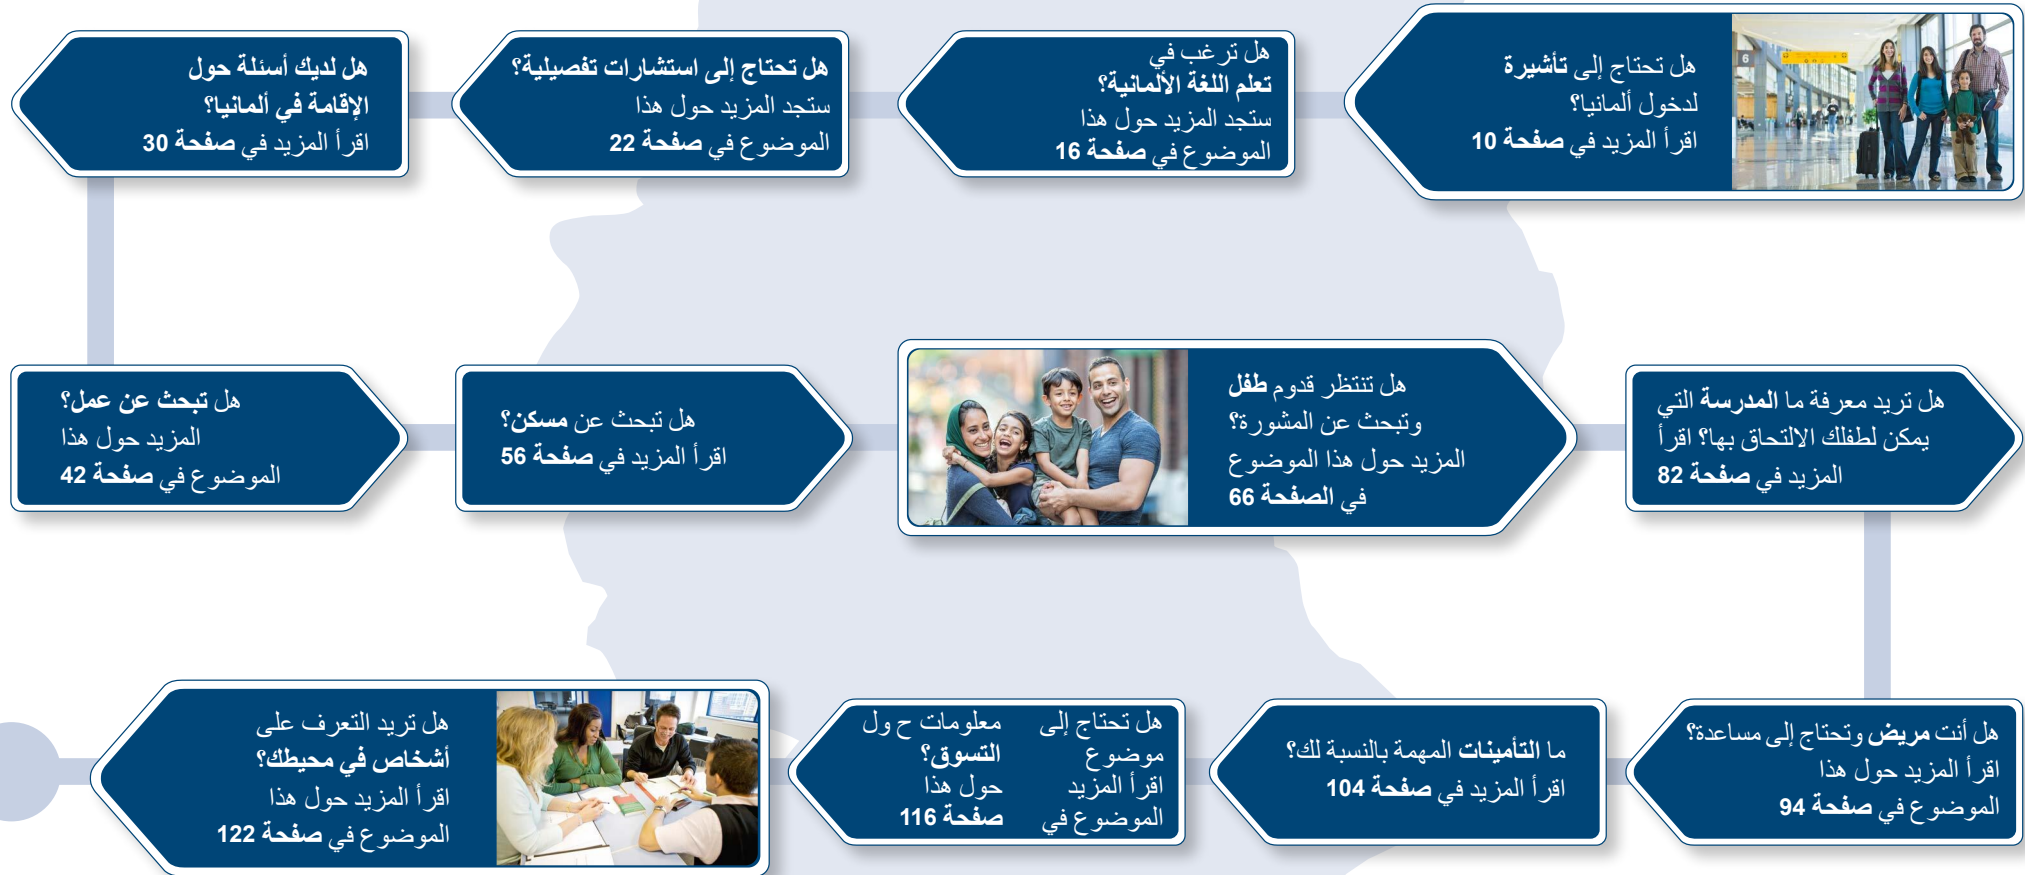 هل تحتاج إلى تأشيرة
لدخول ألمانيا؟
اقرأ المزيد في صفحة 10
هل ترغب في
تعلم اللغة الألمانية؟
ستجد المزيد حول هذا
الموضوع في صفحة 16
هل تحتاج إلى استشارات تفصيلية؟
ستجد المزيد حول هذا
الموضوع في صفحة 22
هل لديك أسئلة حول
الإقامة في ألمانيا؟
اقرأ المزيد في صفحة 30
هل تبحث عن عمل؟
المزيد حول هذا
الموضوع في صفحة 42
هل تبحث عن مسكن؟
اقرأ المزيد في صفحة 56
هل تنتظر قدوم طفل
وتبحث عن المشورة؟
المزيد حول هذا الموضوع
في الصفحة 66
هل تريد معرفة ما المدرسة التي
يمكن لطفلك الالتحاق بها؟ اقرأ
المزيد في صفحة 82
هل أنت مريض وتحتاج إلى مساعدة؟
اقرأ المزيد حول هذا
الموضوع في صفحة 94
ما التأمينات المهمة بالنسبة لك؟
اقرأ المزيد في صفحة 104
هل تحتاج إلى معلومات ح ول
موضوع التسوق؟
اقرأ المزيد حول هذا
الموضوع في صفحة 116
هل تريد التعرف على
أشخاص في محيطك؟
اقرأ المزيد حول هذا
الموضوع في صفحة 122
6